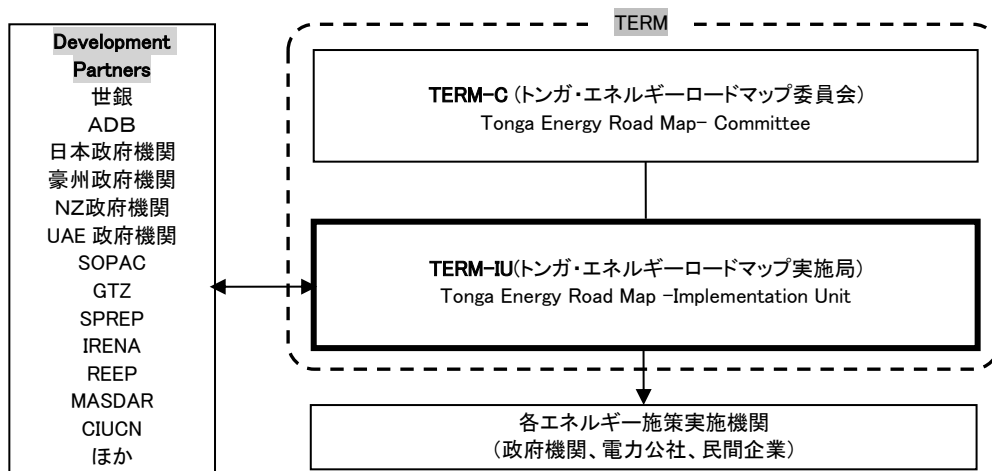 Development
Partners
世銀
ADB
日本政府機関
豪州政府機関
NZ政府機関
UAE 政府機関
SOPAC
GTZ
SPREP
IRENA
REEP
MASDAR
CIUCN
ほか
TERM
TERM-C (トンガ・エネルギーロードマップ委員会)
Tonga Energy Road Map- Committee
TERM-IU(トンガ・エネルギーロードマップ実施局)
Tonga Energy Road Map -Implementation Unit
各エネルギー施策実施機関
(政府機関、電力公社、民間企業)